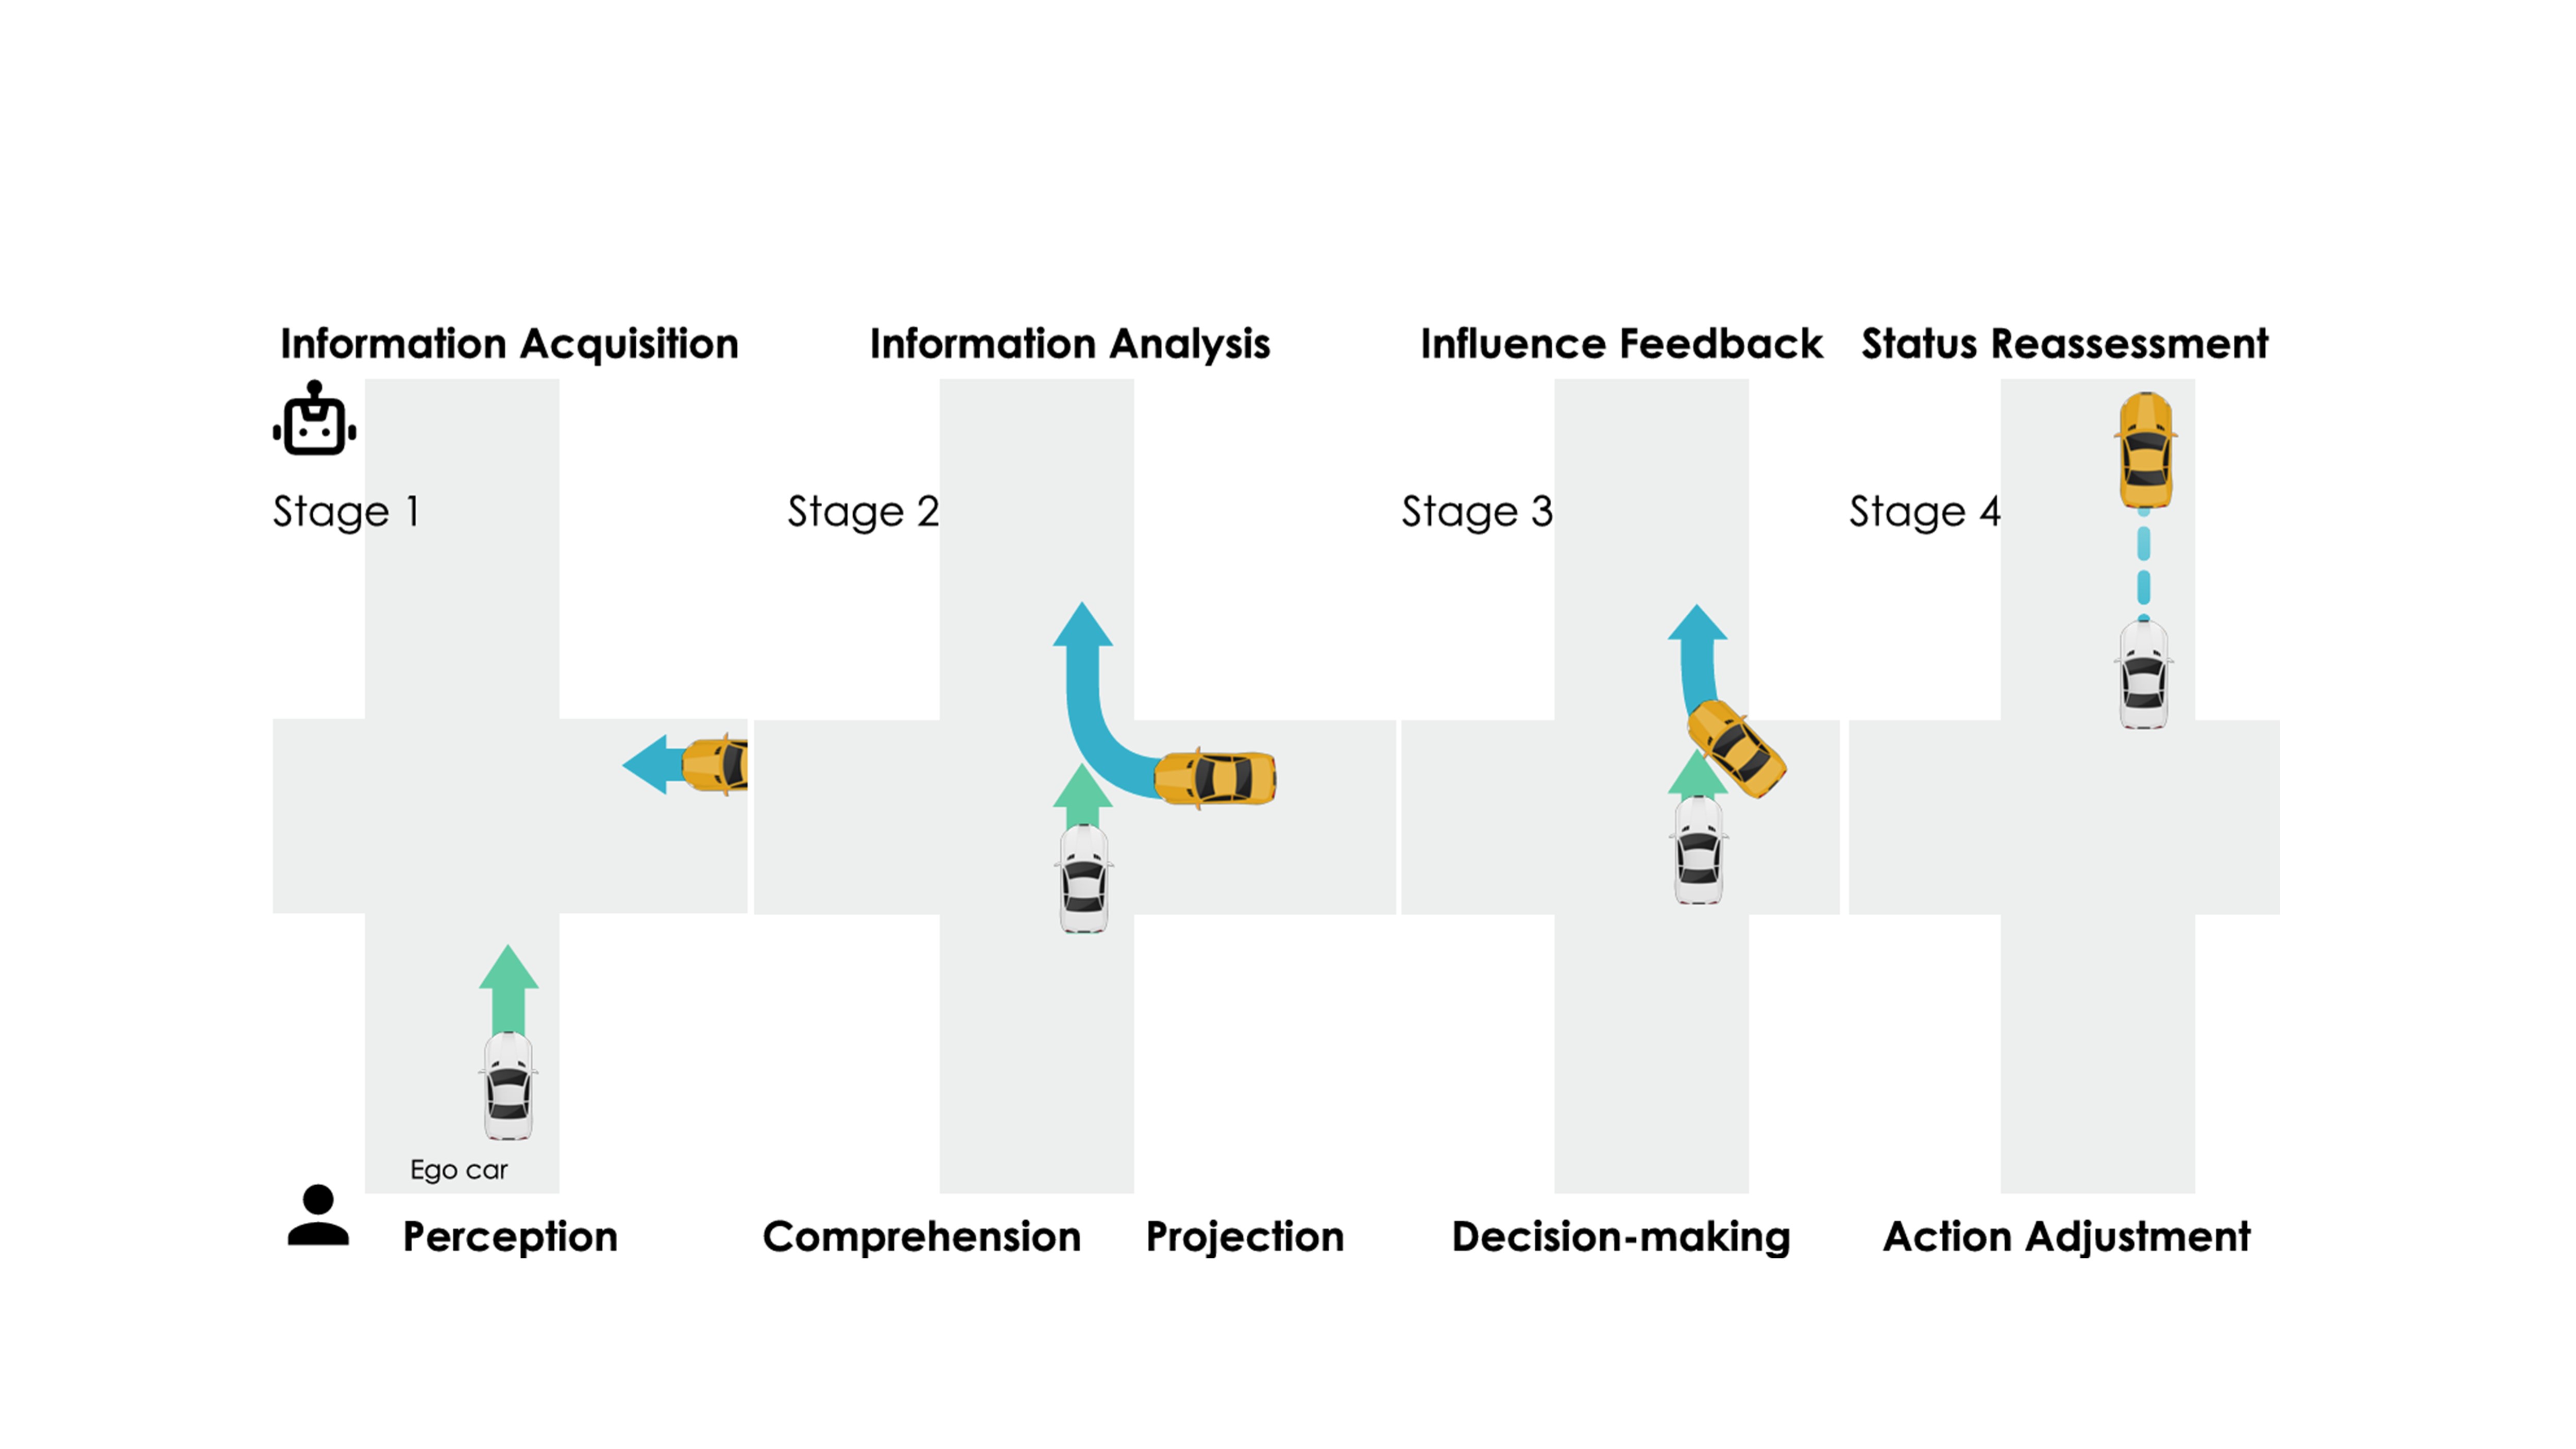 Information Acquisition
Information Analysis
Influence Feedback
Status Reassessment
Stage 1
Stage 2
Stage 3
Stage 4
Ego car
Perception
Comprehension
Projection
Decision-making
Action Adjustment